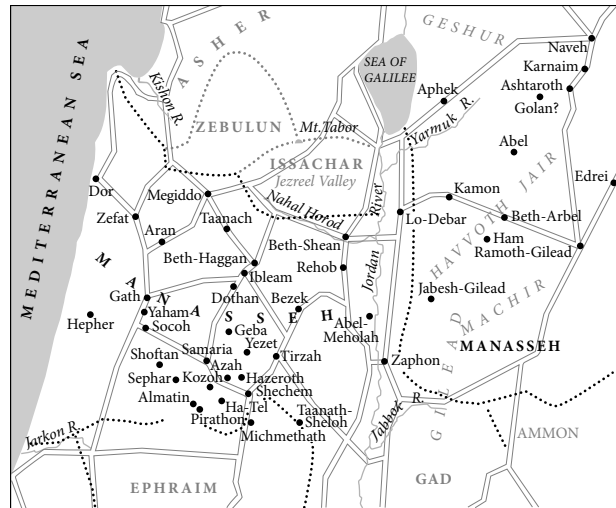 MEDITERRANEAN SEA
ASHER
GESHUR
SEA OF
GALILEE
Naveh
Karnaim
Ashtaroth
Golan?
Aphek
Kishon R.
ZEBULUN
Mt.Tabor
Yarmuk R.
Abel
ISSACHAR
Jezreel Valley
Edrei
Dor
Megiddo
Nahal Horod
River
Jordan
Kamon
Zefat
Taanach
Lo-Debar
Beth-Arbel
Aran
Beth-Shean
Ham
HAVVOTH JAIR
Ramoth-Gilead
Beth-Haggan
Rehob
Ibleam
MANASSEH
Gath
Dothan
Bezek
Jabesh-Gilead
MACHIR
Yaham
Hepher
Socoh
Geba
Abel-
Meholah
GILEAD
MANASSEH
Yezet
Shoftan
Samaria
Tirzah
Zaphon
Azah
Sephar
Kozoh
Hazeroth
Shechem
Almatin
Ha-Tel
Taanath-
Sheloh
Pirathon
Michmethath
Jabbok R.
Jarkon R.
AMMON
EPHRAIM
GAD